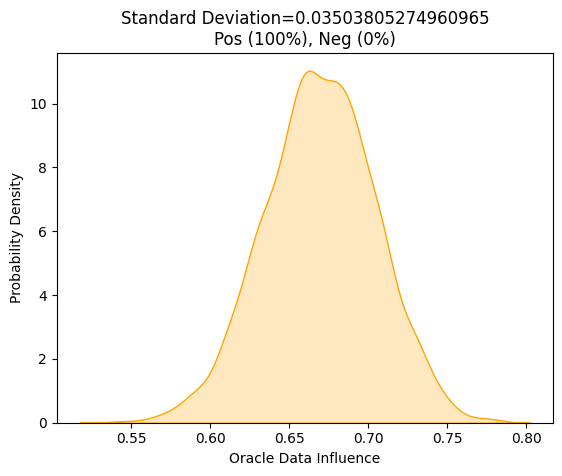 Standard Deviation=0.03503805274960965
Pos (100%), Neg (0%)
Probability Density
10
8
6
4
2
0
0.55 0.60 0.65 0.70 0.75 0.80
Oracle Data Influence